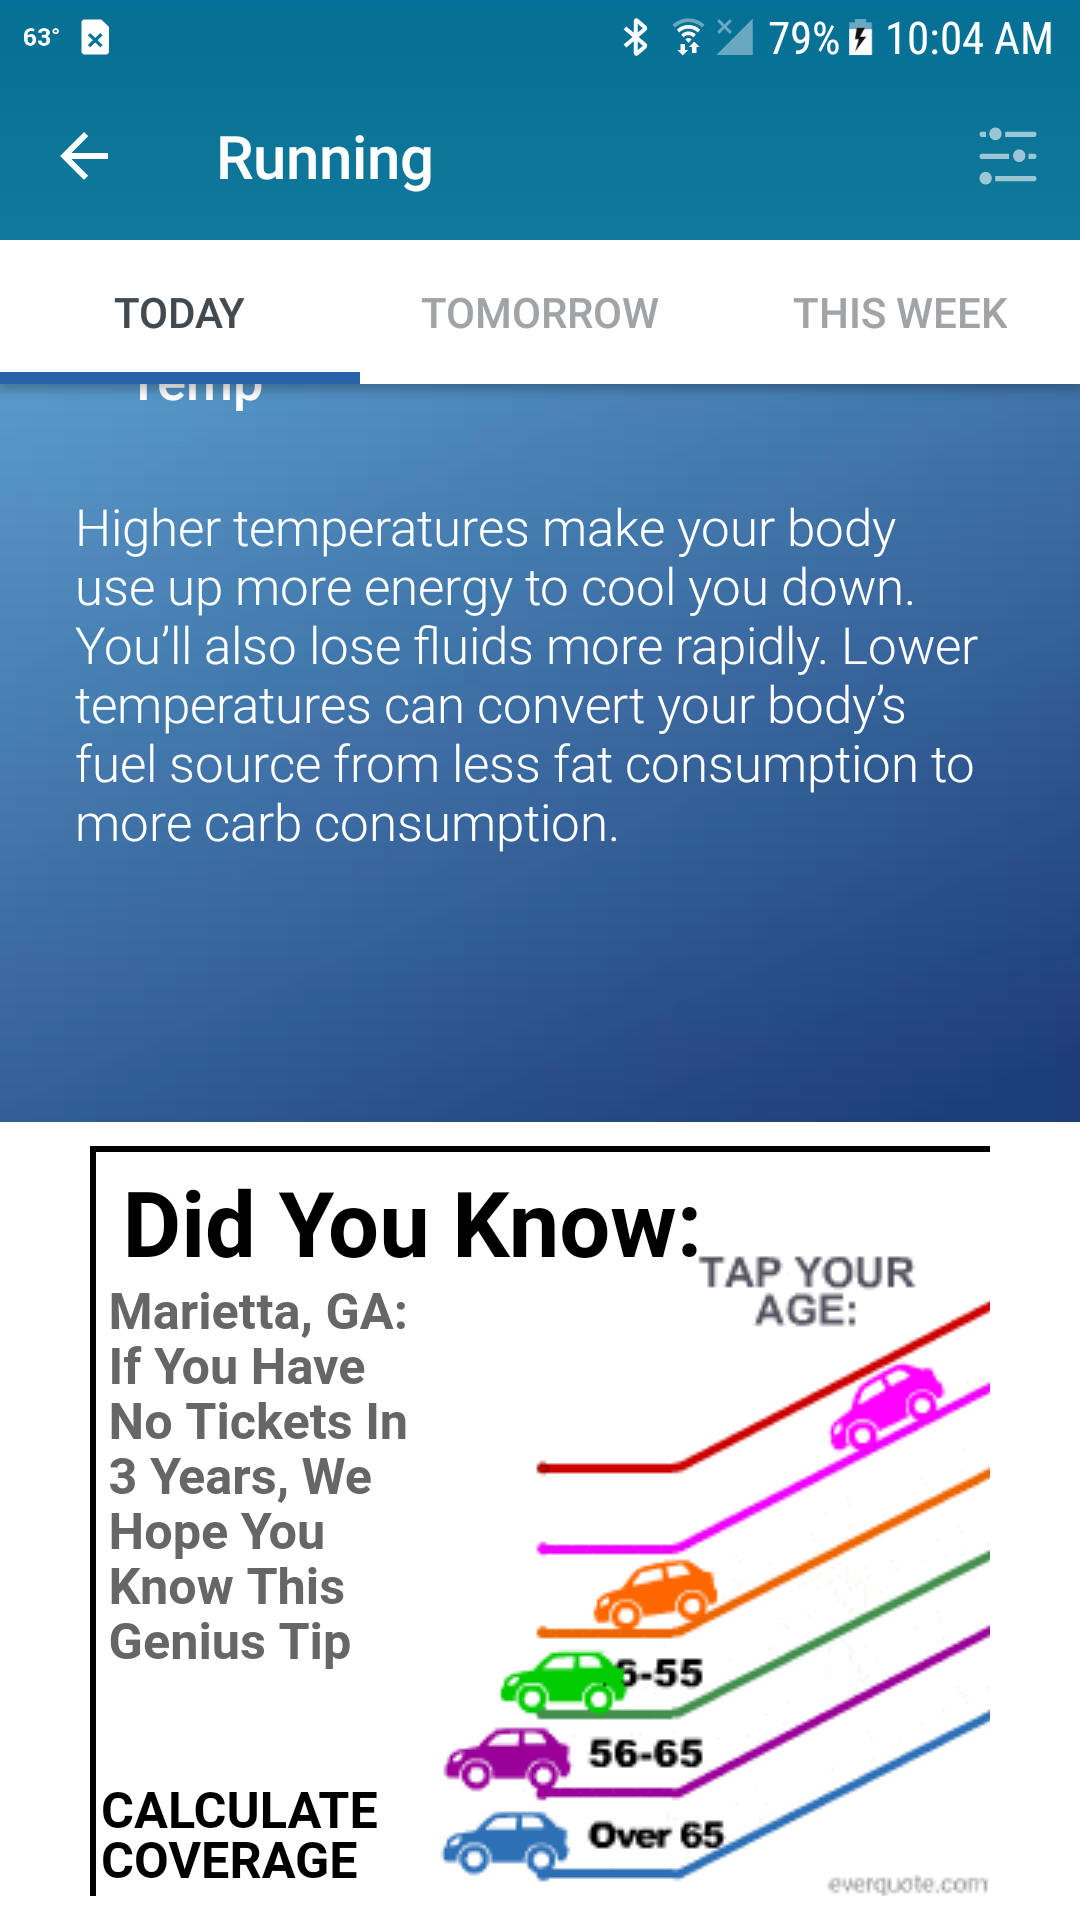 63°
79% 10:04 AM
Running
TODAY TOMORROW THIS WEEK
Temp
Higher temperatures make your body
use up more energy to cool you down.
You’ll also lose fluids more rapidly. Lower
temperatures can convert your body’s
fuel source from less fat consumption to
more carb consumption.
Did You Know:
TAP YOUR
AGE:
Marietta, GA:
If You Have
No Tickets In
3 Years, We
Hope You
Know This
Genius Tip
6-55
56-65
Over 65
CALCULATE
COVERAGE
everquote.com